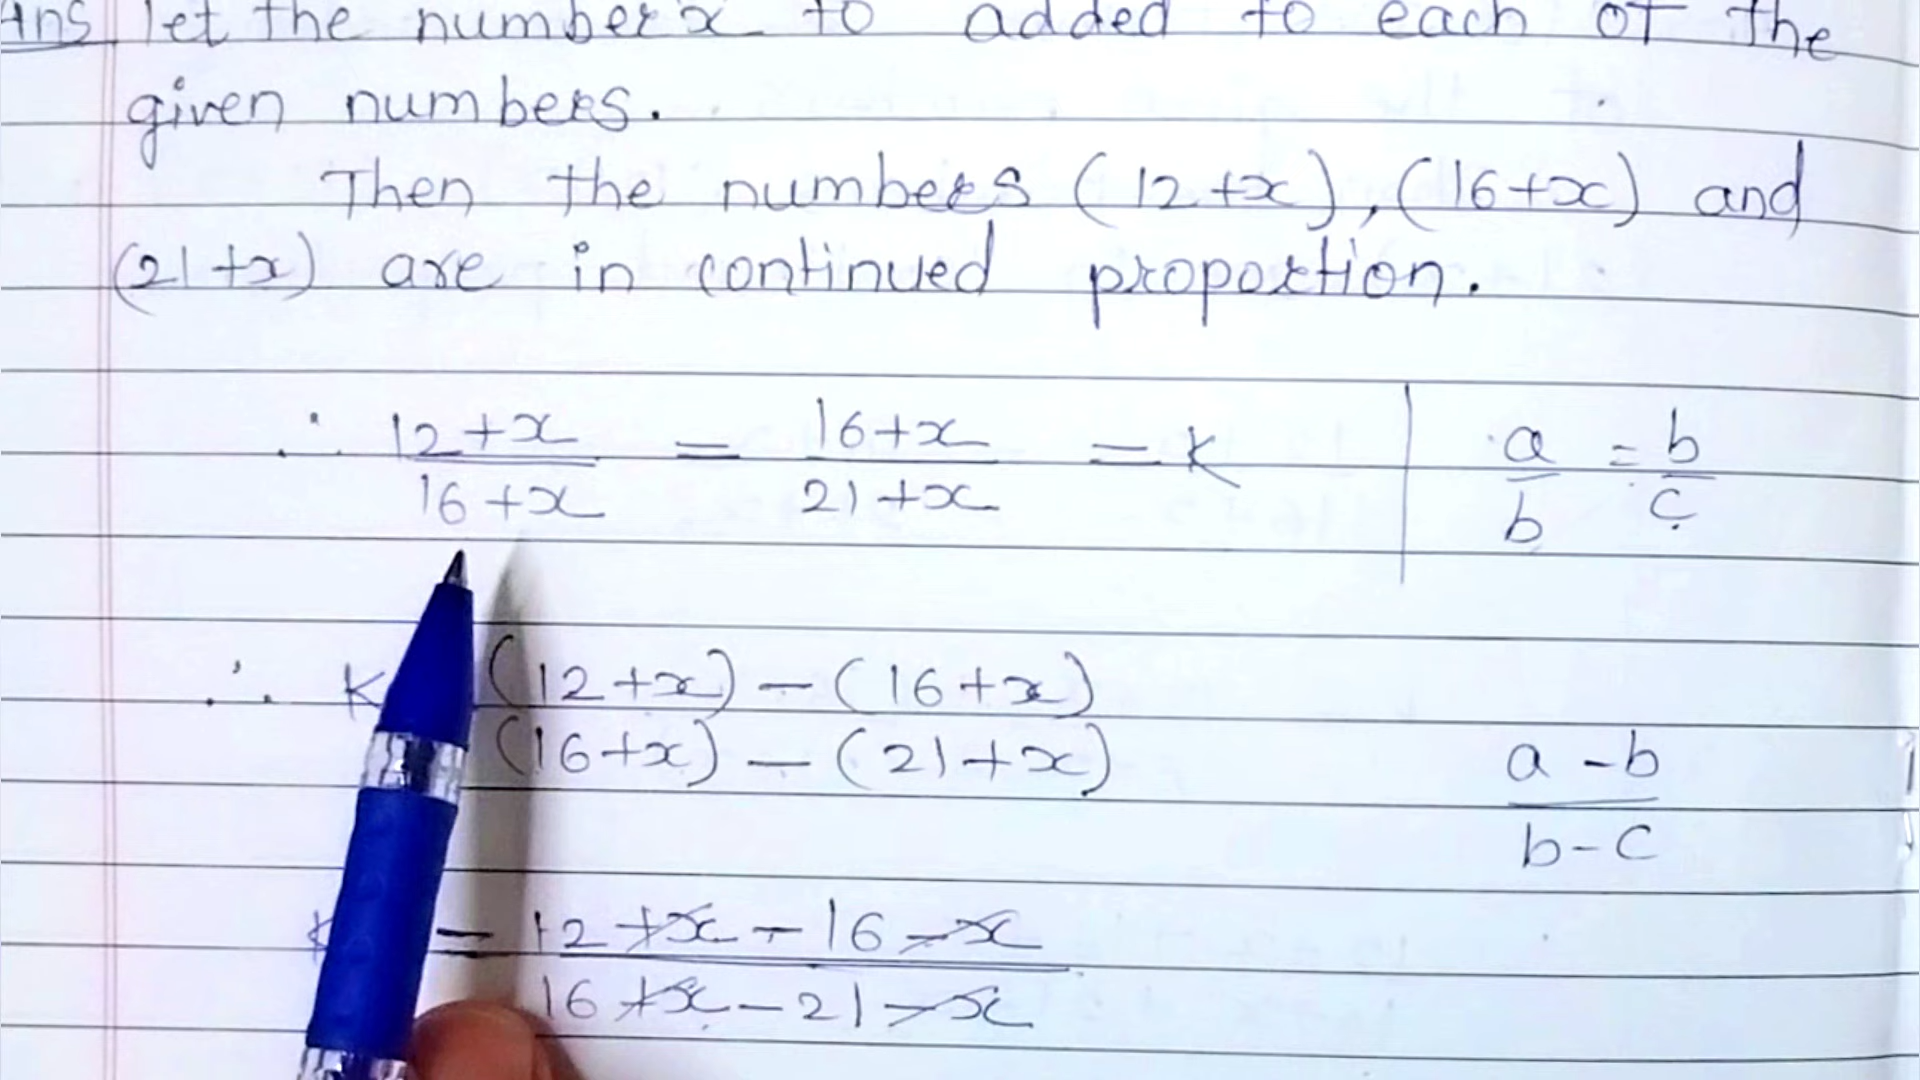 Ans let the number x to added to each of the
given numbers.
Then the numbers (12+x), (16+x) and
(21+x) are in continued proportion.
∴ 12+x/16+x = 16+x/21+x = K | a/b = b/c
∴ K (12+x)-(16+x)/(16+x)-(21+x) a-b/b-c
K = 12+x-16-x/16+x-21-x